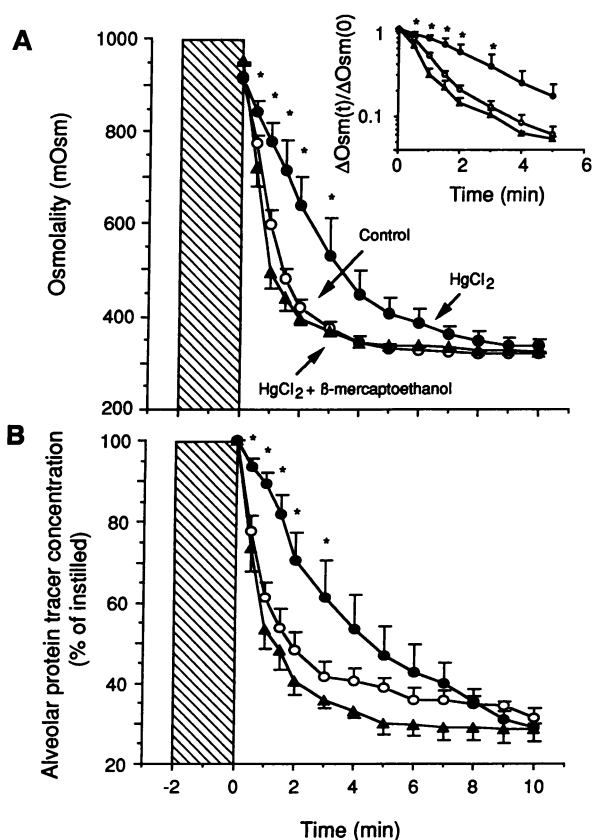 A
Osmolality (mOsm)
1000
800
600
400
200
*
*
*
*
*
Control
HgCl2
HgCl2 + ß-mercaptoethanol
ΔOsm(t)/ΔOsm(0)
1
0.1
* * * * *
0 2 4 6
Time (min)
B
Alveolar protein tracer concentration
(% of instilled)
100
80
60
40
20
*
*
*
*
*
-2 0 2 4 6 8 10
Time (min)